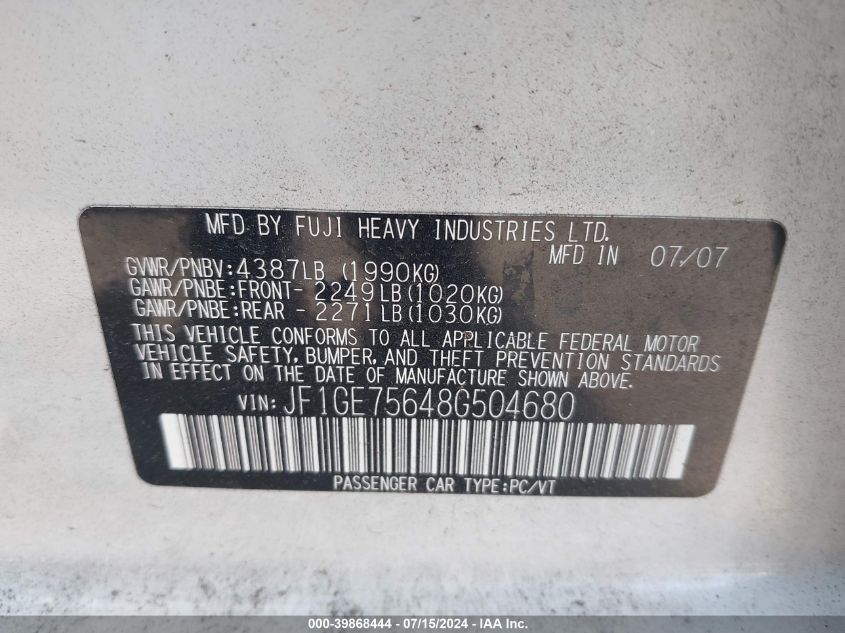 MFD BY FUJI HEAVY INDUSTRIES LTD.
MFD IN 07/07
GVWR/PNBV:4387LB (1990KG)
GAWR/PNBE:FRONT- 2249LB(1020KG)
GAWR/PNBE:REAR - 2271LB(1030KG)
THIS VEHICLE CONFORMS TO ALL APPLICABLE FEDERAL MOTOR
VEHICLE SAFETY, BUMPER, AND THEFT PREVENTION STANDARDS
IN EFFECT ON THE DATE OF MANUFACTURE SHOWN ABOVE.
VIN:JF1GE75648G504680
PASSENGER CAR TYPE:PC/VT
000-39868444 - 07/15/2024 - IAA Inc.